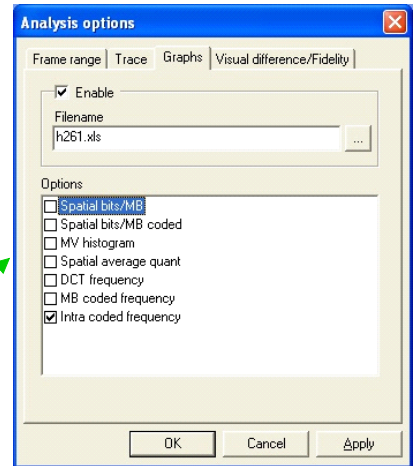 Analysis options
Frame range Trace Graphs Visual difference/Fidelity
Enable
Filename
h261.xls ...
Options
Spatial bits/MB
Spatial bits/MB coded
MV histogram
Spatial average quant
DCT frequency
MB coded frequency
Intra coded frequency
OK Cancel Apply